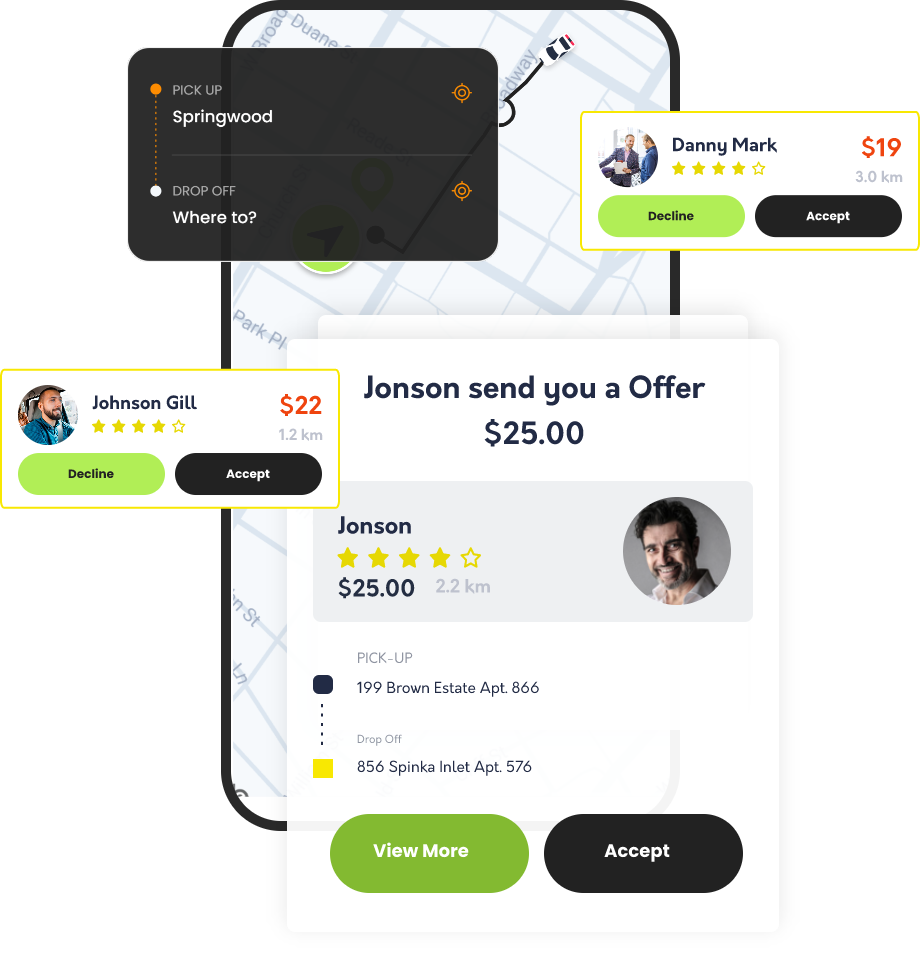 Duane
PICK UP
Springwood
DROP OFF
Where to?
Danny Mark
$19
3.0 km
Decline
Accept
Park Pl
Jonson send you a Offer
$25.00
Johnson Gill
$22
1.2 km
Decline
Accept
Jonson
$25.00
2.2 km
PICK-UP
199 Brown Estate Apt. 866
Drop Off
856 Spinka Inlet Apt. 576
St
Ln
View More
Accept